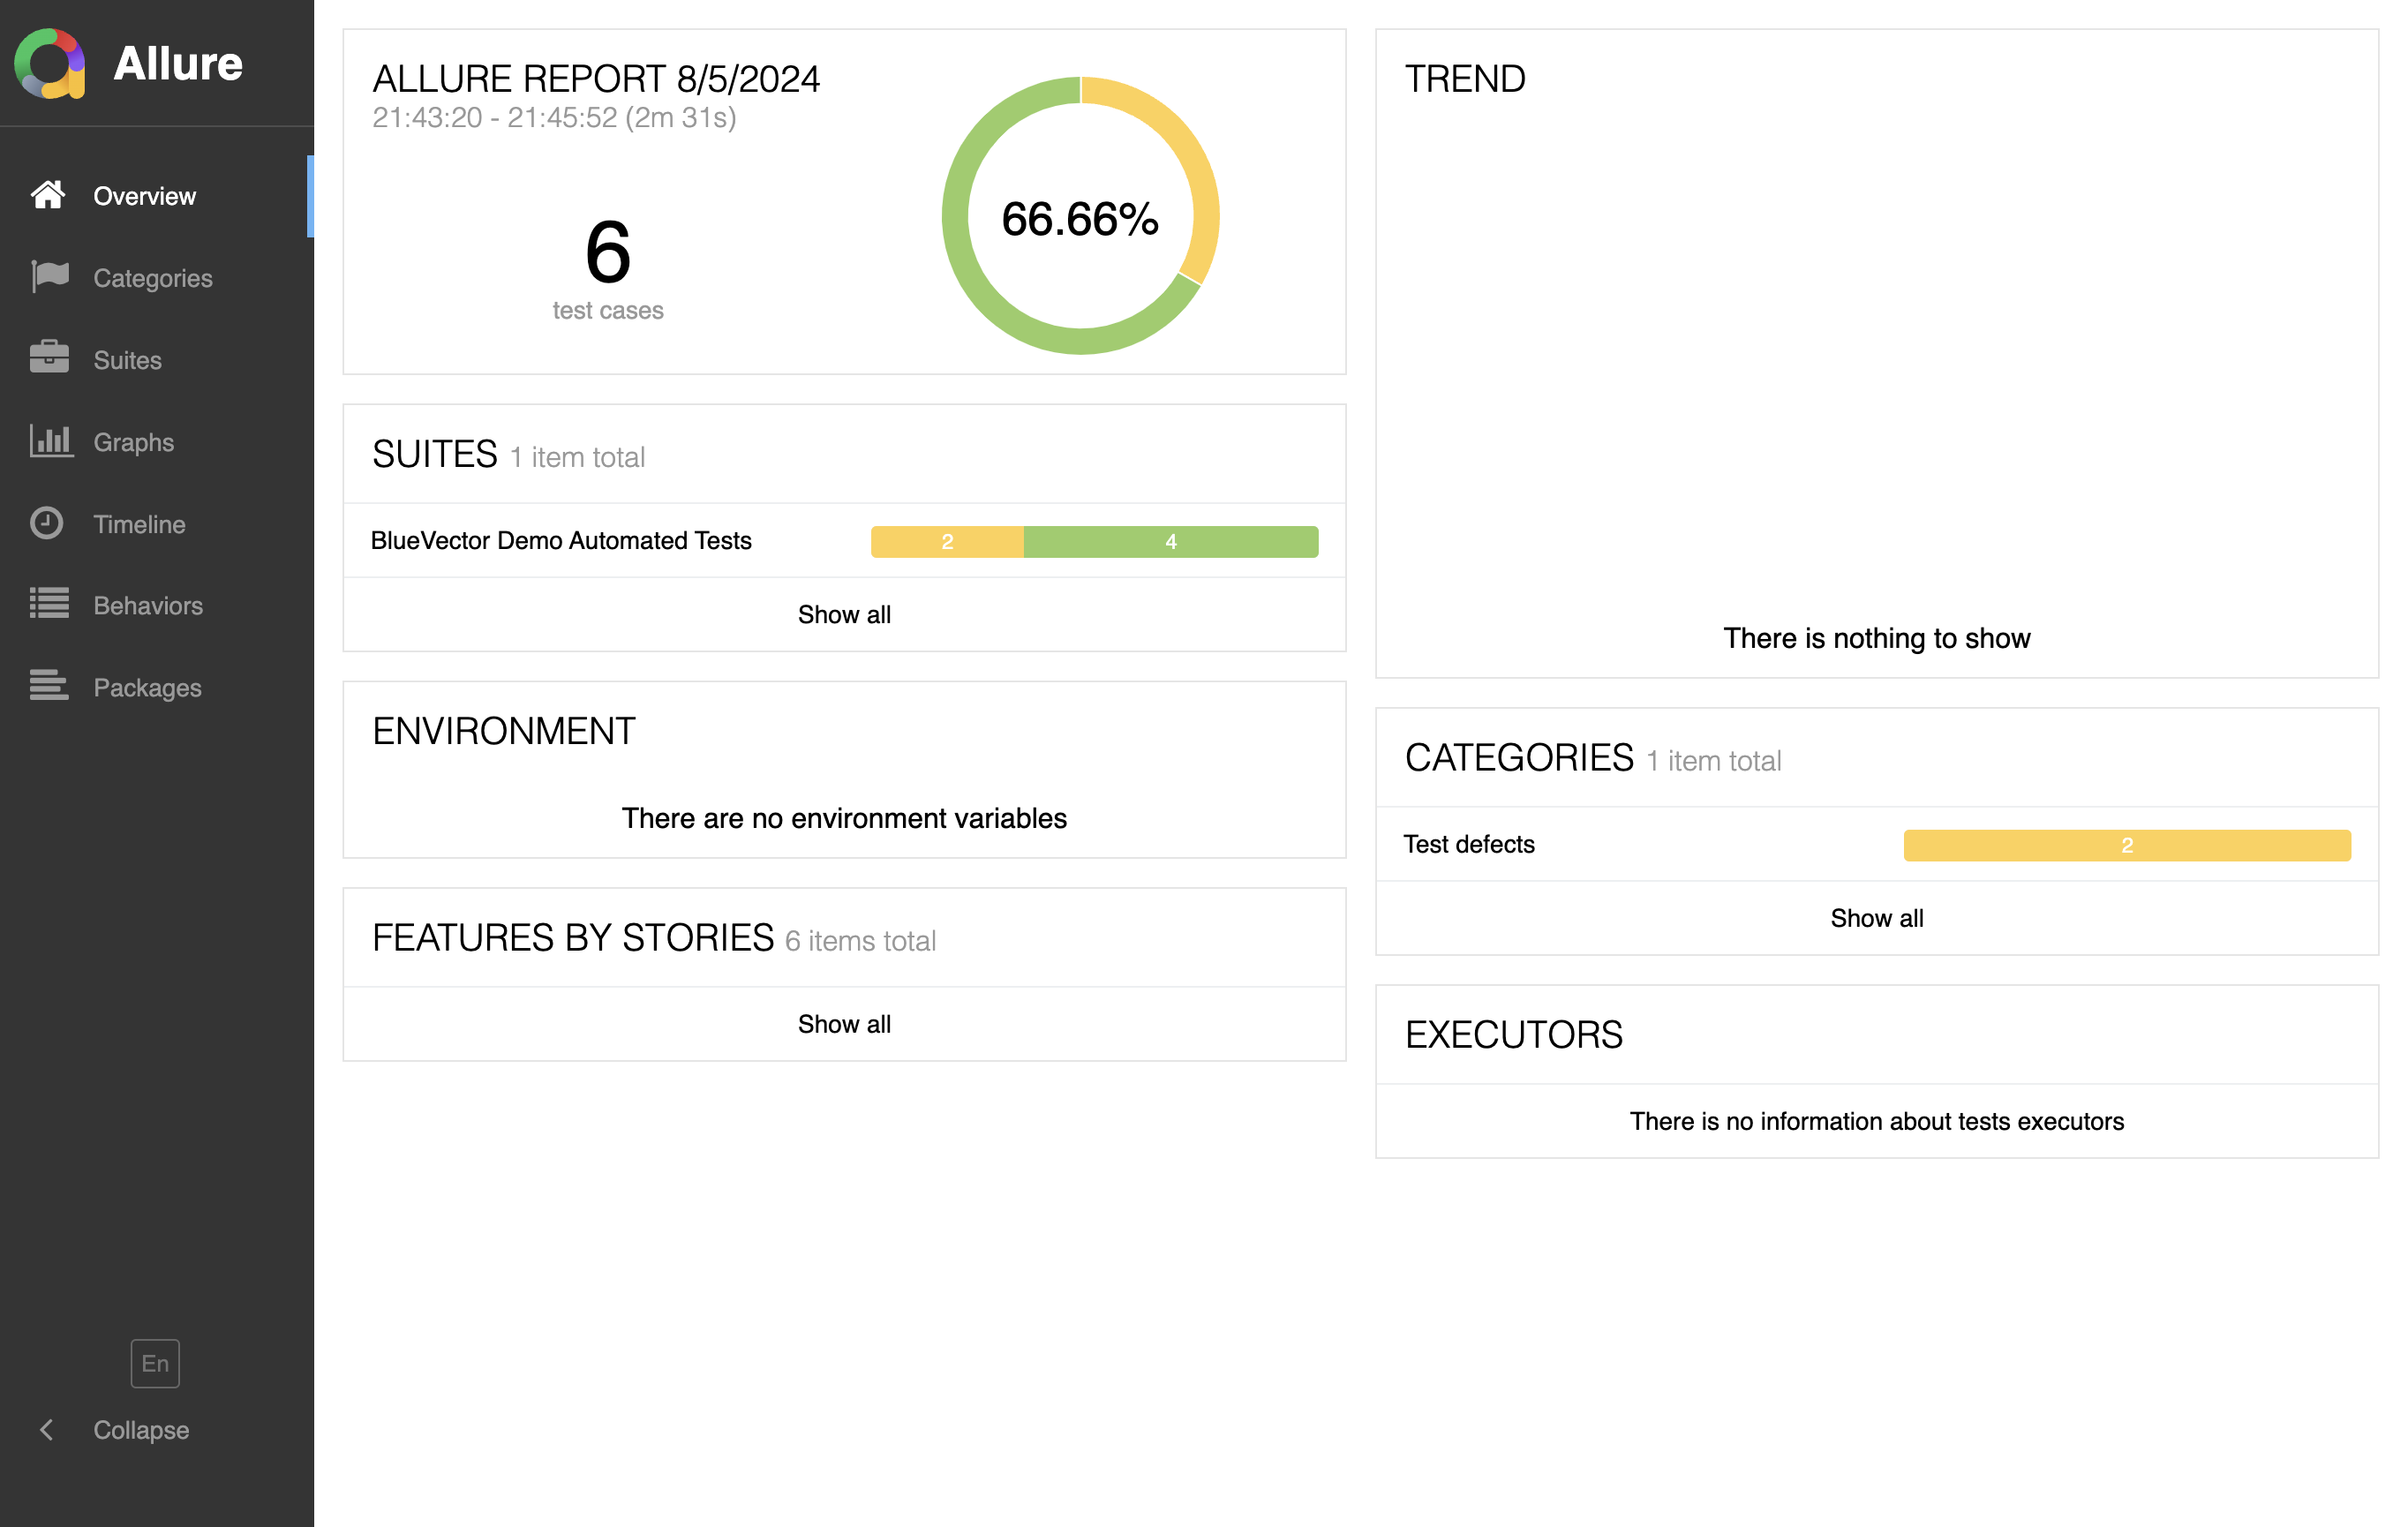 Allure
Overview
Categories
Suites
Graphs
Timeline
Behaviors
Packages
En
Collapse
ALLURE REPORT 8/5/2024
21:43:20 - 21:45:52 (2m 31s)
6
test cases
66.66%
SUITES 1 item total
BlueVector Demo Automated Tests 2 4
Show all
ENVIRONMENT
There are no environment variables
FEATURES BY STORIES 6 items total
Show all
TREND
There is nothing to show
CATEGORIES 1 item total
Test defects 2
Show all
EXECUTORS
There is no information about tests executors